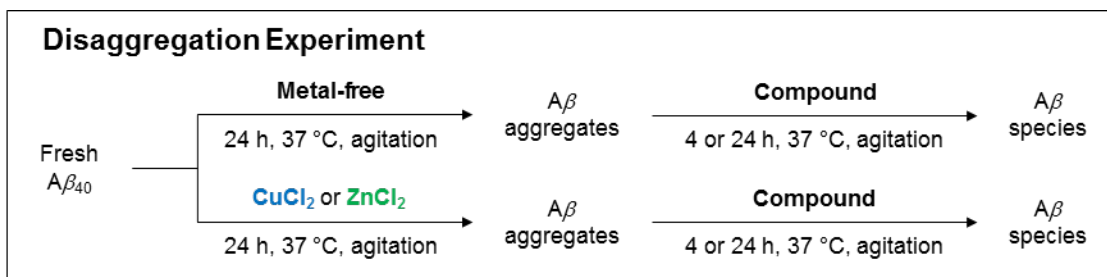 Disaggregation Experiment
Metal-free
Compound
Aβ
aggregates
Aβ
species
24 h, 37 °C, agitation
4 or 24 h, 37 °C, agitation
Fresh
Aβ40
CuCl2 or ZnCl2
Compound
Aβ
aggregates
Aβ
species
24 h, 37 °C, agitation
4 or 24 h, 37 °C, agitation